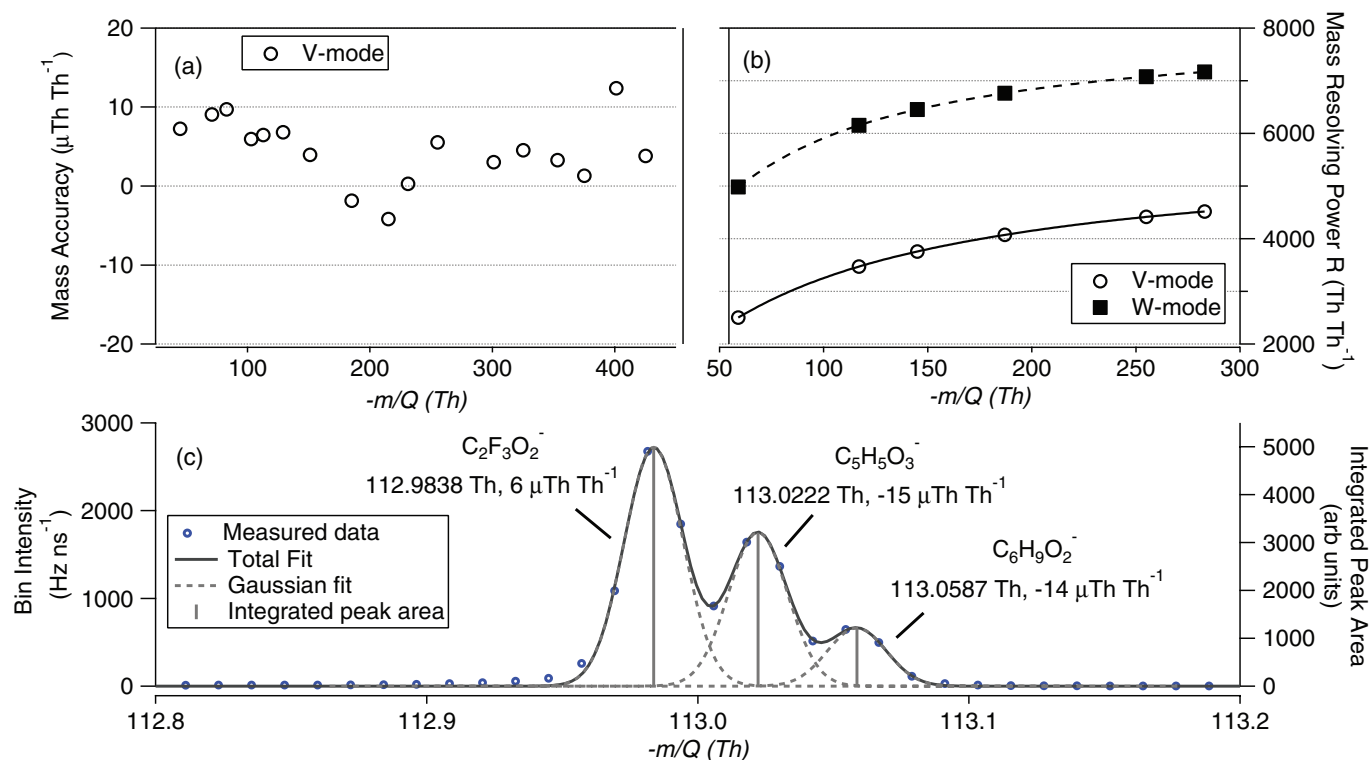 20
10
0
-10
-20
Mass Accuracy (μTh Th⁻¹)
(a)
V-mode
100
200
300
400
-m/Q (Th)
(b)
8000
6000
4000
2000
Mass Resolving Power R (Th Th⁻¹)
V-mode
W-mode
50
100
150
200
250
300
-m/Q (Th)
3000
2000
1000
0
Bin Intensity
(Hz ns⁻¹)
(c)
C₂F₃O₂⁻
112.9838 Th, 6 μTh Th⁻¹
C₅H₅O₃⁻
113.0222 Th, -15 μTh Th⁻¹
C₆H₉O₂⁻
113.0587 Th, -14 μTh Th⁻¹
Measured data
Total Fit
Gaussian fit
Integrated peak area
5000
4000
3000
2000
1000
0
Integrated Peak Area
(arb units)
112.8
112.9
113.0
113.1
113.2
-m/Q (Th)